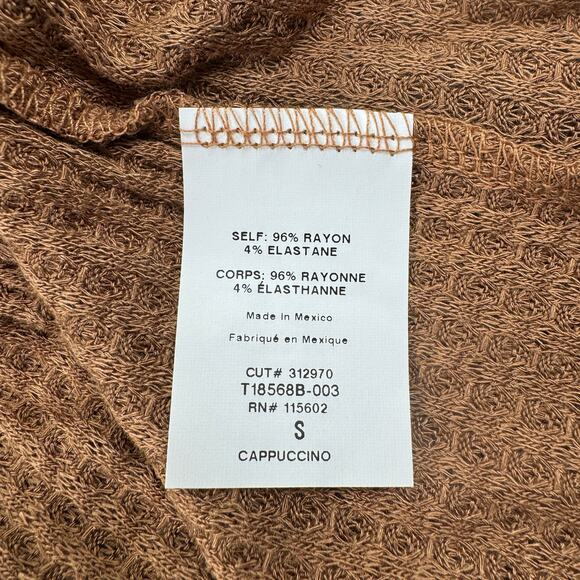 SELF: 96% RAYON
4% ELASTANE
CORPS: 96% RAYONNE
4% ÉLASTHANNE
Made In Mexico
Fabriqué en Mexique
CUT# 312970
T18568B-003
RN# 115602
S
CAPPUCCINO